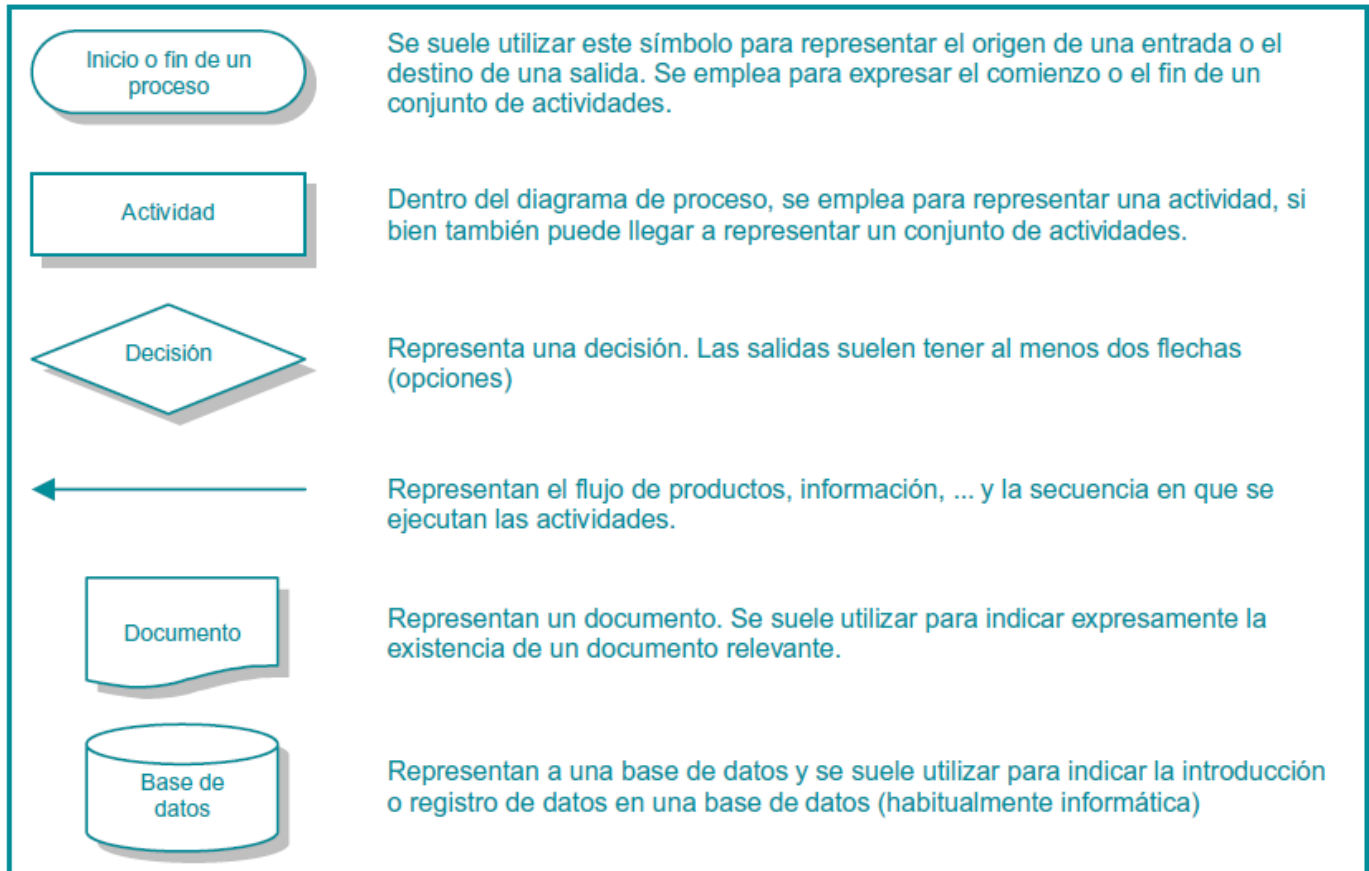 Inicio o fin de un
proceso
Se suele utilizar este símbolo para representar el origen de una entrada o el
destino de una salida. Se emplea para expresar el comienzo o el fin de un
conjunto de actividades.
Actividad
Dentro del diagrama de proceso, se emplea para representar una actividad, si
bien también puede llegar a representar un conjunto de actividades.
Decisión
Representa una decisión. Las salidas suelen tener al menos dos flechas
(opciones)
Representan el flujo de productos, información, ... y la secuencia en que se
ejecutan las actividades.
Documento
Representan un documento. Se suele utilizar para indicar expresamente la
existencia de un documento relevante.
Base de
datos
Representan a una base de datos y se suele utilizar para indicar la introducción
o registro de datos en una base de datos (habitualmente informática)